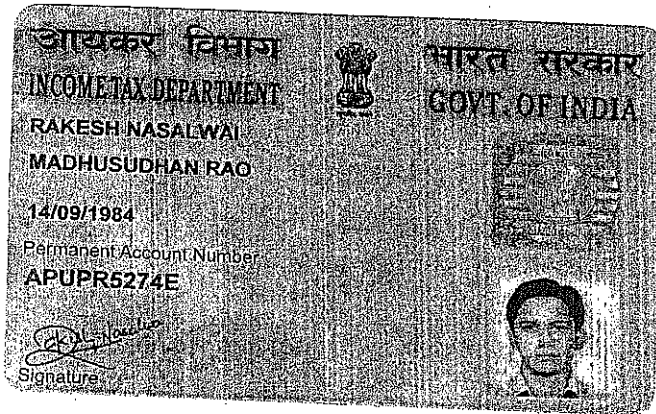 आयकर विभाग
भारत सरकार
INCOME TAX DEPARTMENT
GOVT. OF INDIA
RAKESH NASALWAI
MADHUSUDHAN RAO
14/09/1984
Permanent Account Number
APUPR5274E
Signature